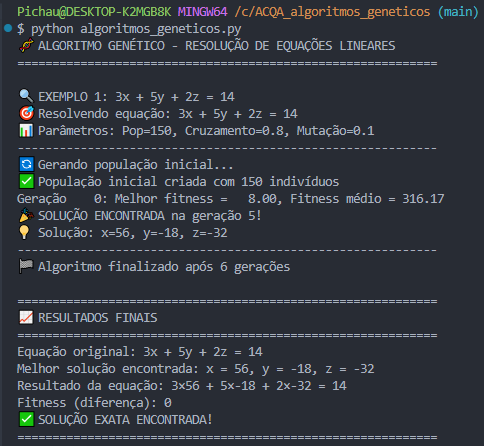 Pichau@DESKTOP-K2MGB8K MINGW64 /c/ACQA_algoritmos_geneticos (main)
$ python algoritmos_geneticos.py
🧬 ALGORITMO GENÉTICO - RESOLUÇÃO DE EQUAÇÕES LINEARES
============================================================

🔍 EXEMPLO 1: 3x + 5y + 2z = 14
🎯 Resolvendo equação: 3x + 5y + 2z = 14
📊 Parâmetros: Pop=150, Cruzamento=0.8, Mutação=0.1
------------------------------------------------------------
🔄 Gerando população inicial...
✅ População inicial criada com 150 indivíduos
Geração    0: Melhor fitness =   8.00, Fitness médio = 316.17
🎉 SOLUÇÃO ENCONTRADA na geração 5!
💡 Solução: x=56, y=-18, z=-32
------------------------------------------------------------
🏁 Algoritmo finalizado após 6 gerações

============================================================
📈 RESULTADOS FINAIS
============================================================
Equação original: 3x + 5y + 2z = 14
Melhor solução encontrada: x = 56, y = -18, z = -32
Resultado da equação: 3×56 + 5×-18 + 2×-32 = 14
Fitness (diferença): 0
✅ SOLUÇÃO EXATA ENCONTRADA!
============================================================